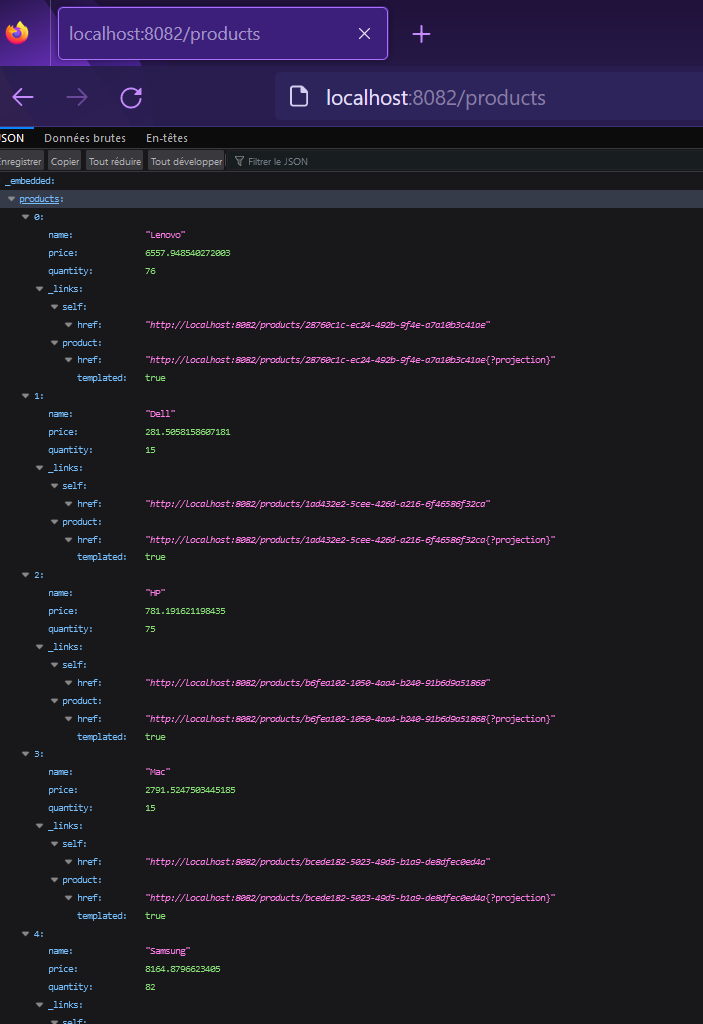 localhost:8082/products
localhost:8082/products
JSON Données brutes En-têtes
Enregistrer Copier Tout réduire Tout développer Filtrer le JSON
_embedded:
products:
0:
name: "Lenovo"
price: 6557.948540272003
quantity: 76
_links:
self:
href: "http://localhost:8082/products/28760c1c-ec24-492b-9f4e-a7a10b3c41ae"
product:
href: "http://localhost:8082/products/28760c1c-ec24-492b-9f4e-a7a10b3c41ae{?projection}"
templated: true
1:
name: "Dell"
price: 281.5058158607181
quantity: 15
_links:
self:
href: "http://localhost:8082/products/1ad432e2-5cee-426d-a216-6f46586f32ca"
product:
href: "http://localhost:8082/products/1ad432e2-5cee-426d-a216-6f46586f32ca{?projection}"
templated: true
2:
name: "HP"
price: 781.191621198435
quantity: 75
_links:
self:
href: "http://localhost:8082/products/b6fea102-1050-4aa4-b240-91b6d9a51868"
product:
href: "http://localhost:8082/products/b6fea102-1050-4aa4-b240-91b6d9a51868{?projection}"
templated: true
3:
name: "Mac"
price: 2791.5247503445185
quantity: 15
_links:
self:
href: "http://localhost:8082/products/bcede182-5023-49d5-b1a9-de8dfec0ed4a"
product:
href: "http://localhost:8082/products/bcede182-5023-49d5-b1a9-de8dfec0ed4a{?projection}"
templated: true
4:
name: "Samsung"
price: 8164.8796623405
quantity: 82
_links:
self: